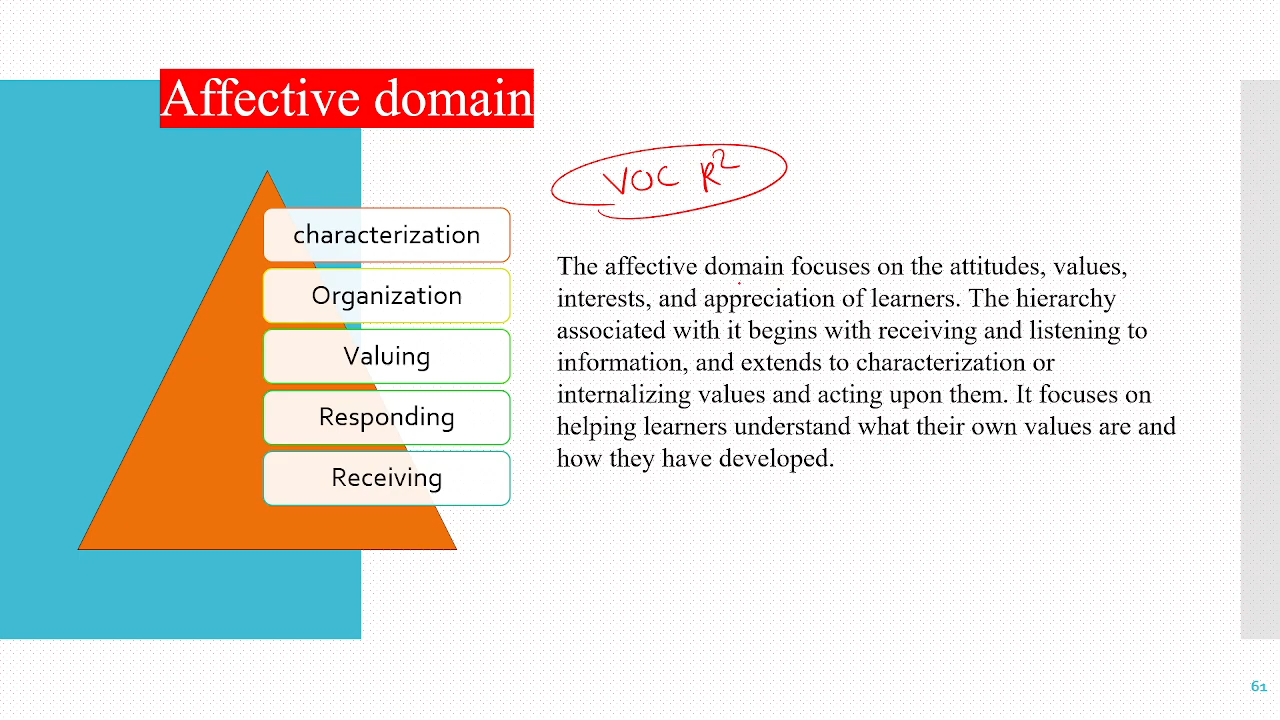 Affective domain
VOC R²
characterization
Organization
Valuing
Responding
Receiving
The affective domain focuses on the attitudes, values,
interests, and appreciation of learners. The hierarchy
associated with it begins with receiving and listening to
information, and extends to characterization or
internalizing values and acting upon them. It focuses on
helping learners understand what their own values are and
how they have developed.
61